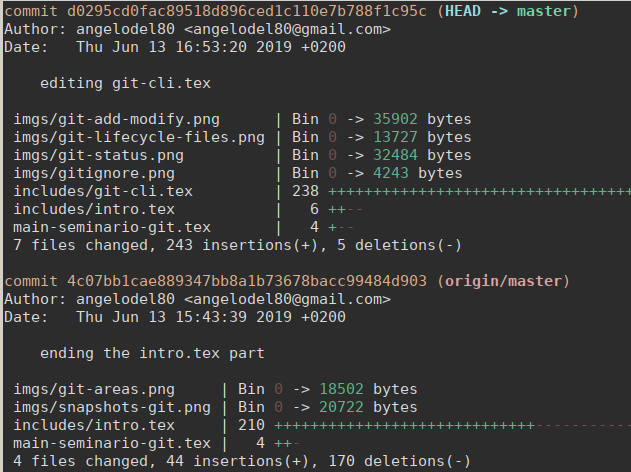 commit d0295cd0fac89518d896ced1c110e7b788f1c95c (HEAD -> master)
Author: angelodel80 <angelodel80@gmail.com>
Date:   Thu Jun 13 16:53:20 2019 +0200

    editing git-cli.tex

 imgs/git-add-modify.png      | Bin 0 -> 35902 bytes
 imgs/git-lifecycle-files.png | Bin 0 -> 13727 bytes
 imgs/git-status.png          | Bin 0 -> 32484 bytes
 imgs/gitignore.png           | Bin 0 -> 4243 bytes
 includes/git-cli.tex         | 238 ++++++++++++++++++++++++++++++++++
 includes/intro.tex           |   6 ++--
 main-seminario-git.tex       |   4 +--
 7 files changed, 243 insertions(+), 5 deletions(-)

commit 4c07bb1cae889347bb8a1b73678bacc99484d903 (origin/master)
Author: angelodel80 <angelodel80@gmail.com>
Date:   Thu Jun 13 15:43:39 2019 +0200

    ending the intro.tex part

 imgs/git-areas.png     | Bin 0 -> 18502 bytes
 imgs/snapshots-git.png | Bin 0 -> 20722 bytes
 includes/intro.tex     | 210 +++++++++++++++++++++++++++++-----------
 main-seminario-git.tex |   4 ++-
 4 files changed, 44 insertions(+), 170 deletions(-)